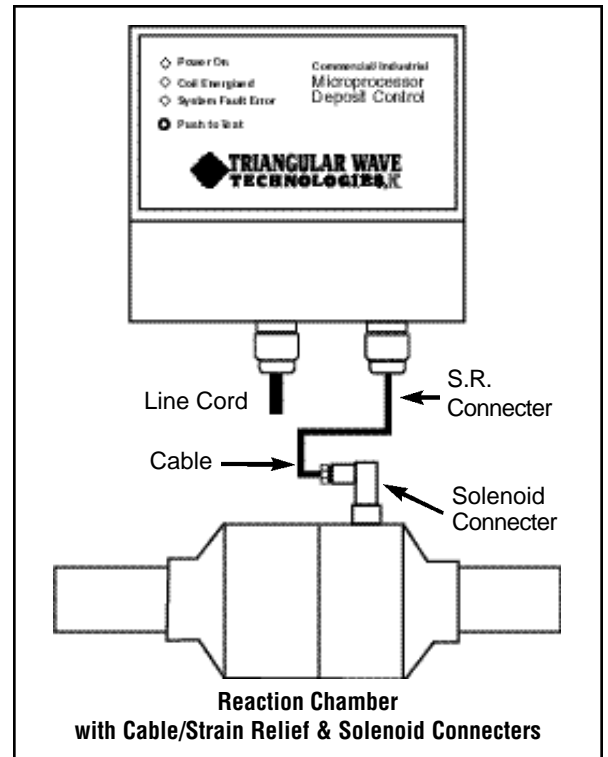 Power On
Coil Energized
System Fault Error
Push to Test
Commercial/Industrial
Microprocessor
Deposit Control
TRIANGULAR WAVE
TECHNOLOGIES,
Line Cord
S.R.
Connecter
Cable
Solenoid
Connecter
Reaction Chamber
with Cable/Strain Relief & Solenoid Connecters